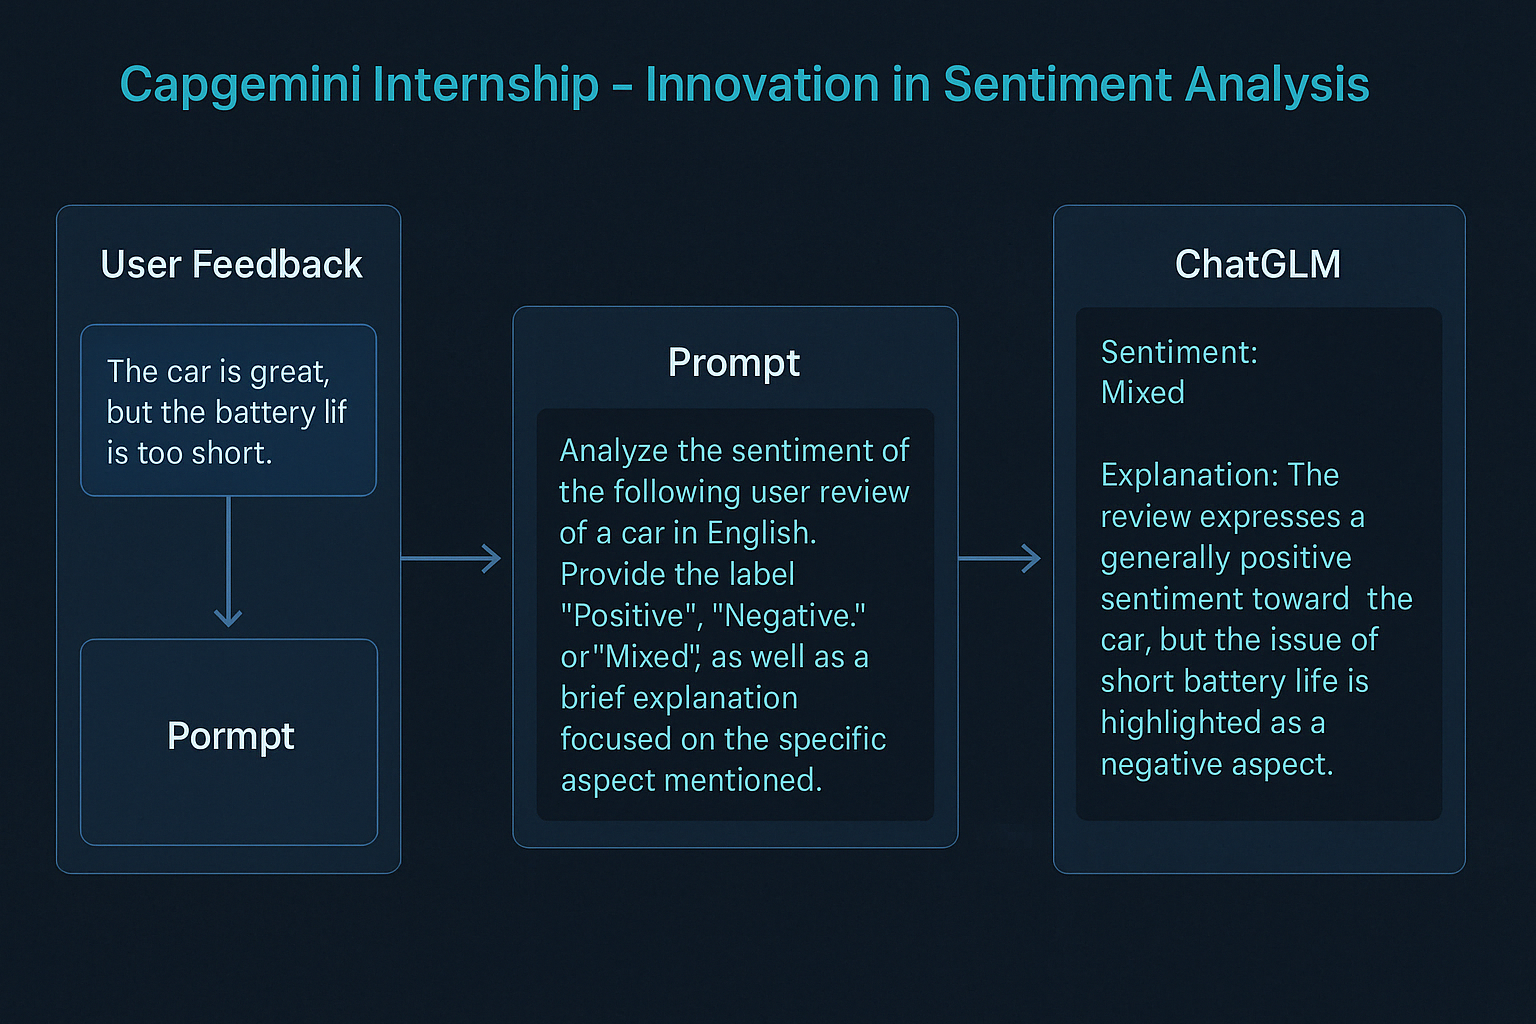 Capgemini Internship – Innovation in Sentiment Analysis
User Feedback
The car is great,
but the battery lif
is too short.
Pormpt
Prompt
Analyze the sentiment of
the following user review
of a car in English.
Provide the label
"Positive", "Negative."
or "Mixed", as well as a
brief explanation
focused on the specific
aspect mentioned.
ChatGLM
Sentiment:
Mixed
Explanation: The
review expresses a
generally positive
sentiment toward the
car, but the issue of
short battery life is
highlighted as a
negative aspect.